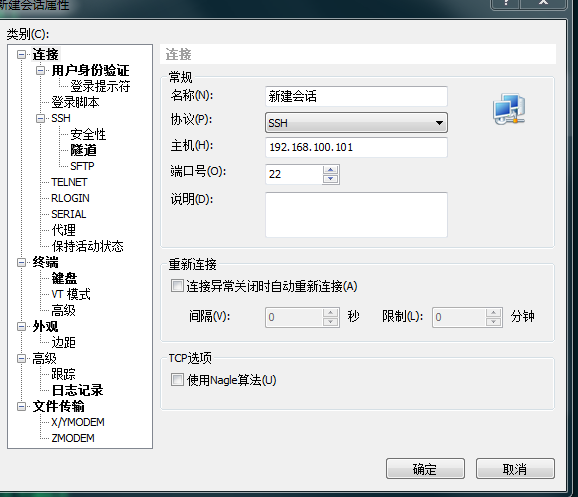 新建会话属性
类别(C):
连接
用户身份验证
登录提示符
登录脚本
SSH
安全性
隧道
SFTP
TELNET
RLOGIN
SERIAL
代理
保持活动状态
终端
键盘
VT 模式
高级
外观
边距
高级
跟踪
日志记录
文件传输
X/YMODEM
ZMODEM
连接
常规
名称(N): 新建会话
协议(P): SSH
主机(H): 192.168.100.101
端口号(O): 22
说明(D):
重新连接
连接异常关闭时自动重新连接(A)
间隔(V): 0 秒 限制(L): 0 分钟
TCP选项
使用Nagle算法(U)
确定 取消